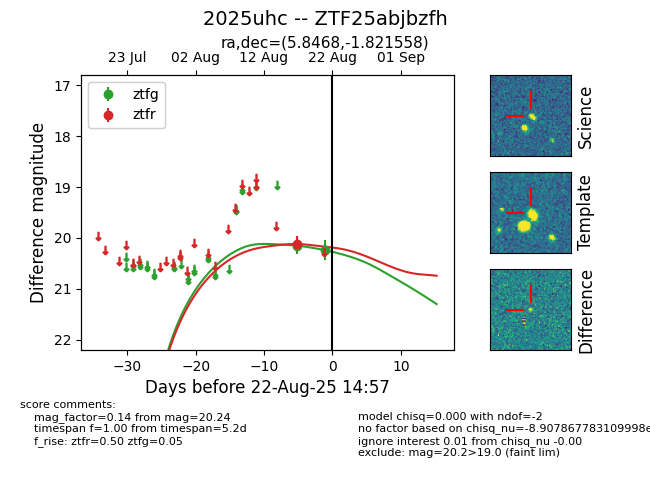 2025uhc -- ZTF25abjbzfh
ra,dec=(5.8468,-1.821558)
23 Jul 02 Aug 12 Aug 22 Aug 01 Sep
ztfg
ztfr
17
18
19
20
21
22
Difference magnitude
−30 −20 −10 0 10
Days before 22-Aug-25 14:57
Science
Template
Difference
score comments:
mag_factor=0.14 from mag=20.24
timespan f=1.00 from timespan=5.2d
f_rise: ztfr=0.50 ztfg=0.05
model chisq=0.000 with ndof=-2
no factor based on chisq_nu=-8.907867783109998e
ignore interest 0.01 from chisq_nu -0.00
exclude: mag=20.2>19.0 (faint lim)